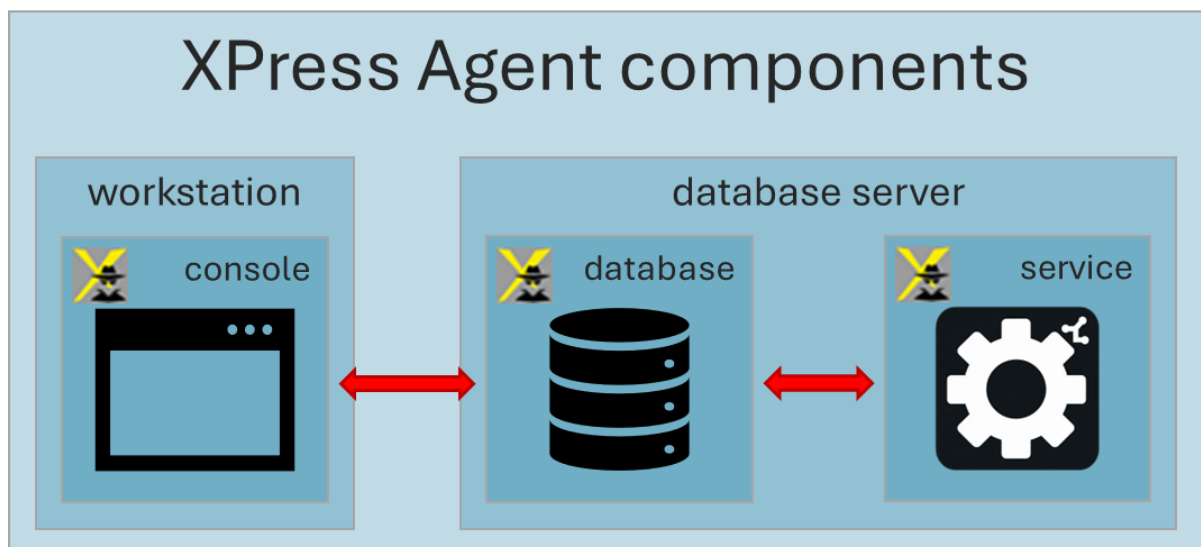 XPress Agent components
workstation
database server
console
database
service